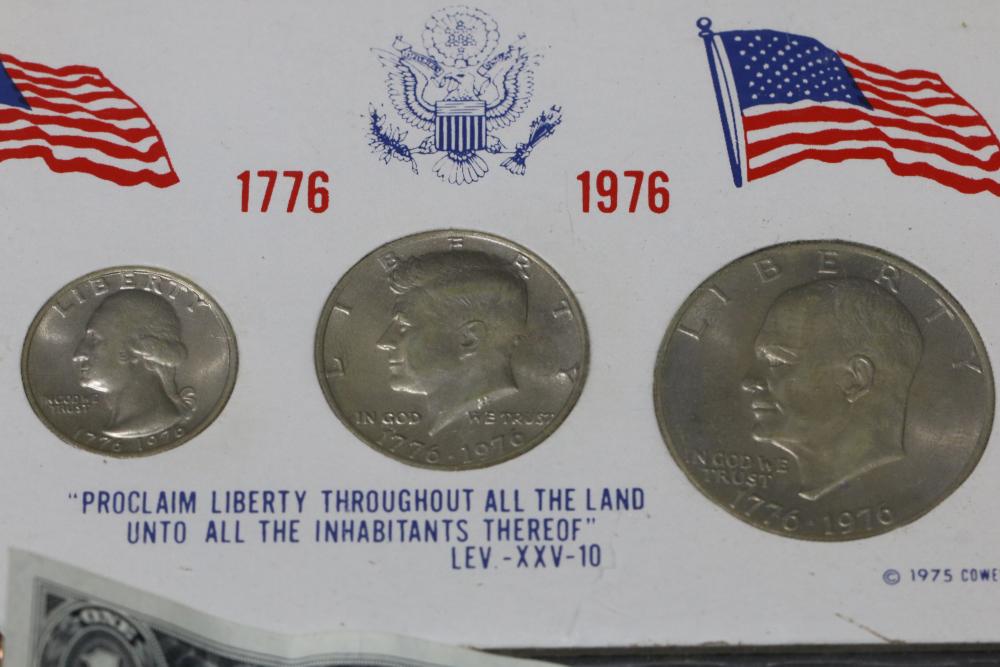 1776
1976
LIBERTY
IN GOD WE
TRUST
1776·1976
LIBERTY
IN GOD WE TRUST
1776·1976
LIBERTY
IN GOD WE
TRUST
1776·1976
"PROCLAIM LIBERTY THROUGHOUT ALL THE LAND
UNTO ALL THE INHABITANTS THEREOF"
LEV.-XXV-10
© 1975 COWE
ONE